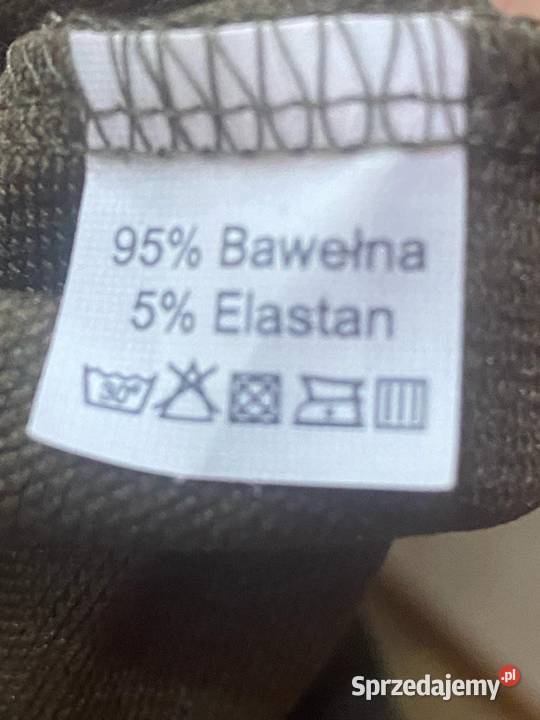 95% Bawełna
5% Elastan
30°
Sprzedajemy.pl